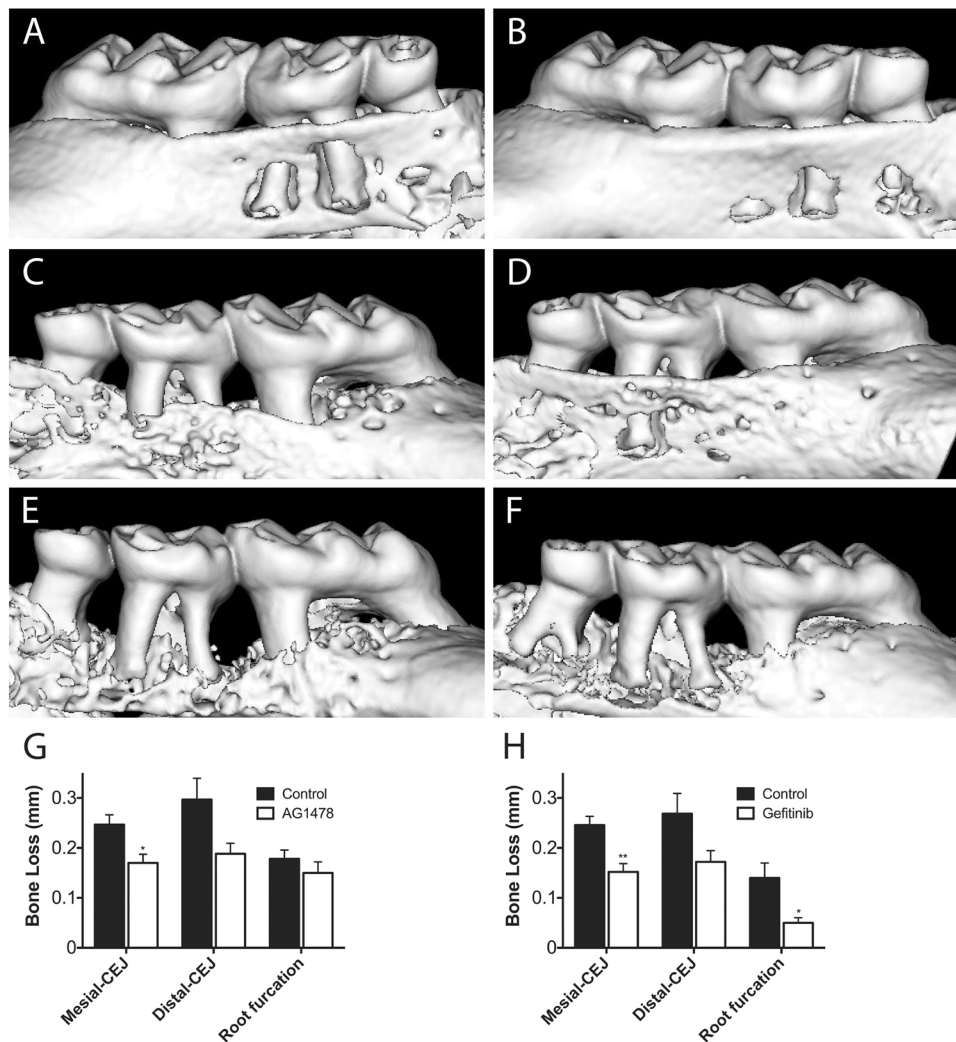 A
B
C
D
E
F
G
H
Bone Loss (mm)
0.3
0.2
0.1
0
Control
AG1478
*
Mesial-CEJ
Distal-CEJ
Root furcation
Bone Loss (mm)
0.3
0.2
0.1
0
Control
Gefitinib
**
*
Mesial-CEJ
Distal-CEJ
Root furcation